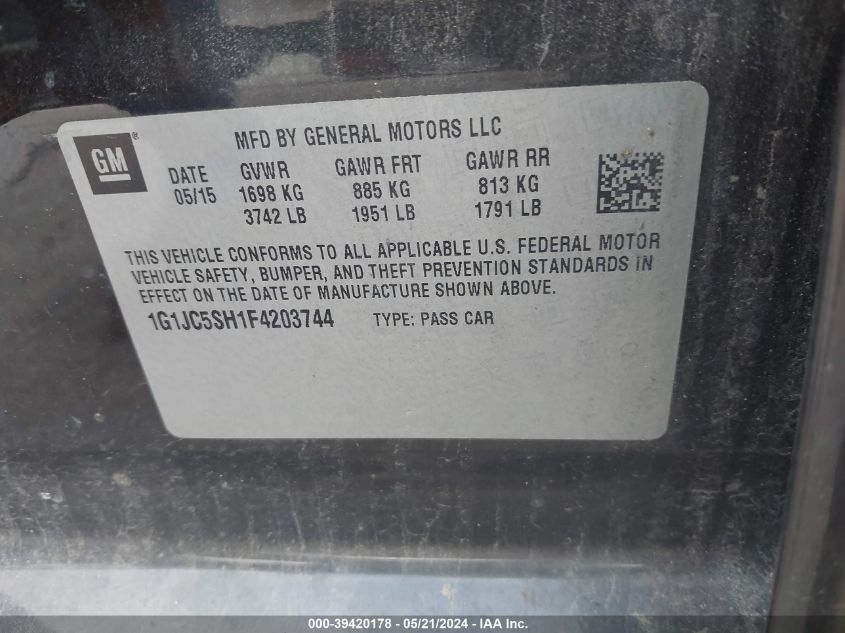 GM
MFD BY GENERAL MOTORS LLC
DATE GVWR GAWR FRT GAWR RR
05/15 1698 KG 885 KG 813 KG
3742 LB 1951 LB 1791 LB
THIS VEHICLE CONFORMS TO ALL APPLICABLE U.S. FEDERAL MOTOR
VEHICLE SAFETY, BUMPER, AND THEFT PREVENTION STANDARDS IN
EFFECT ON THE DATE OF MANUFACTURE SHOWN ABOVE.
1G1JC5SH1F4203744 TYPE: PASS CAR
000-39420178 - 05/21/2024 - IAA Inc.